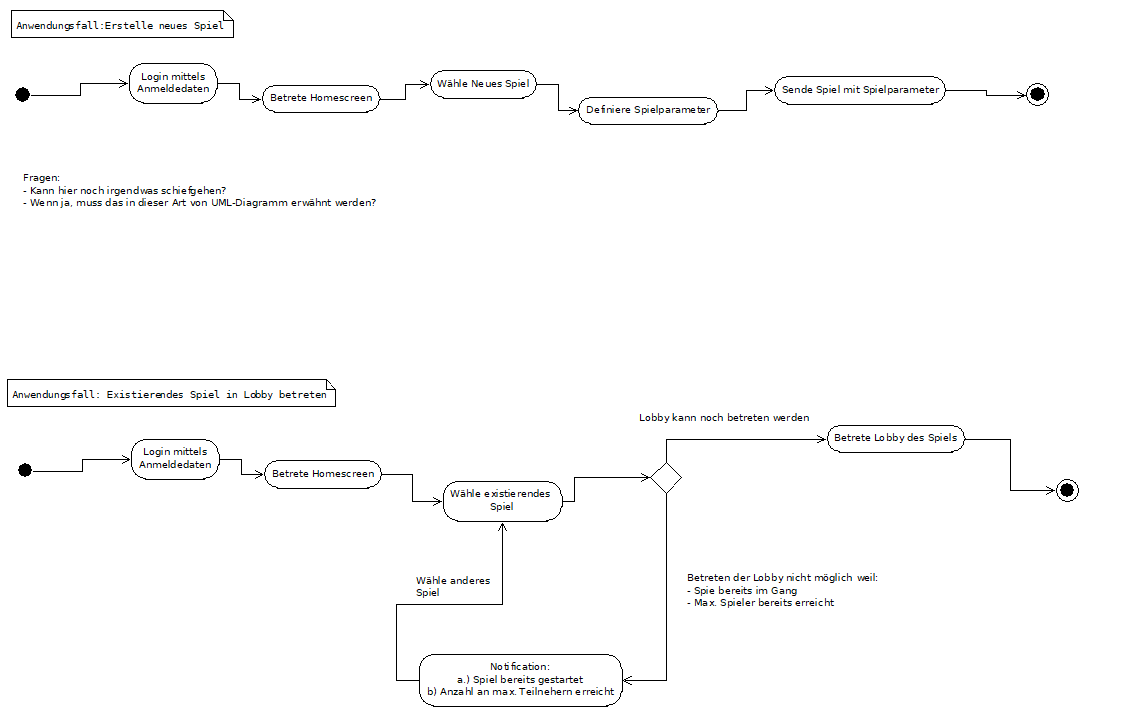 Anwendungsfall:Erstelle neues Spiel
Login mittels
Anmeldedaten
Betrete Homescreen
Wähle Neues Spiel
Definiere Spielparameter
Sende Spiel mit Spielparameter
Fragen:
- Kann hier noch irgendwas schiefgehen?
- Wenn ja, muss das in dieser Art von UML-Diagramm erwähnt werden?
Anwendungsfall: Existierendes Spiel in Lobby betreten
Login mittels
Anmeldedaten
Betrete Homescreen
Wähle existierendes
Spiel
Lobby kann noch betreten werden
Betrete Lobby des Spiels
Wähle anderes
Spiel
Betreten der Lobby nicht möglich weil:
- Spie bereits im Gang
- Max. Spieler bereits erreicht
Notification:
a.) Spiel bereits gestartet
b) Anzahl an max. Teilnehern erreicht